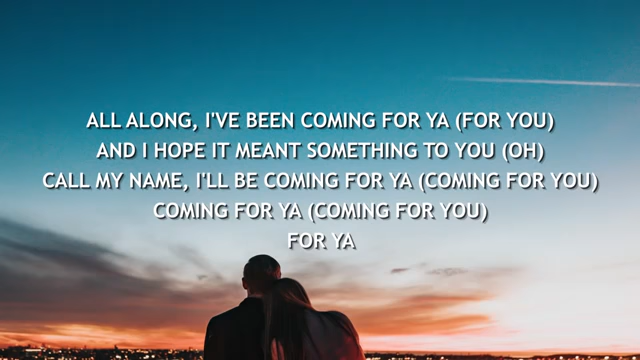 ALL ALONG, I'VE BEEN COMING FOR YA (FOR YOU)
AND I HOPE IT MEANT SOMETHING TO YOU (OH)
CALL MY NAME, I'LL BE COMING FOR YA (COMING FOR YOU)
COMING FOR YA (COMING FOR YOU)
FOR YA